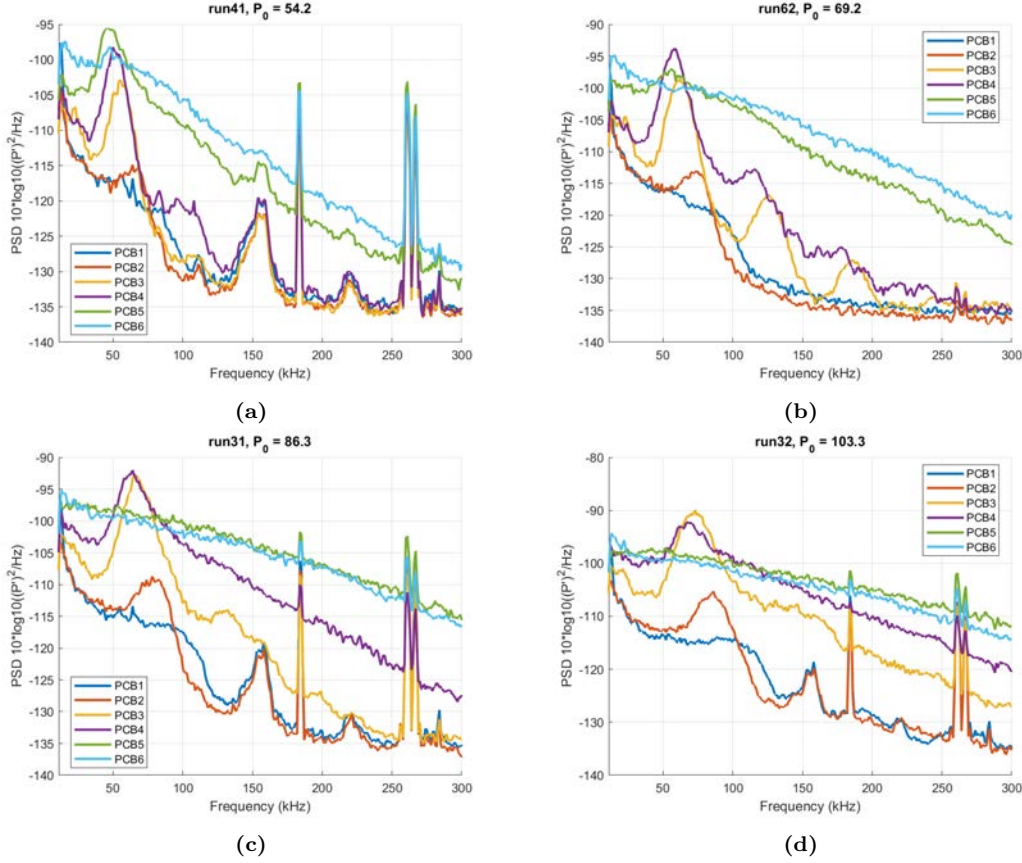 run41, P0 = 54.2
PSD 10*log10((P')2/Hz)
-95
-100
-105
-110
-115
-120
-125
-130
-135
-140
PCB1
PCB2
PCB3
PCB4
PCB5
PCB6
50 100 150 200 250 300
Frequency (kHz)
(a)
run62, P0 = 69.2
PSD 10*log10((P')2/Hz)
-90
-95
-100
-105
-110
-115
-120
-125
-130
-135
-140
PCB1
PCB2
PCB3
PCB4
PCB5
PCB6
50 100 150 200 250 300
Frequency (kHz)
(b)
run31, P0 = 86.3
PSD 10*log10((P')2/Hz)
-90
-95
-100
-105
-110
-115
-120
-125
-130
-135
-140
PCB1
PCB2
PCB3
PCB4
PCB5
PCB6
50 100 150 200 250 300
Frequency (kHz)
(c)
run32, P0 = 103.3
PSD 10*log10((P')2/Hz)
-80
-90
-100
-110
-120
-130
-140
PCB1
PCB2
PCB3
PCB4
PCB5
PCB6
50 100 150 200 250 300
Frequency (kHz)
(d)